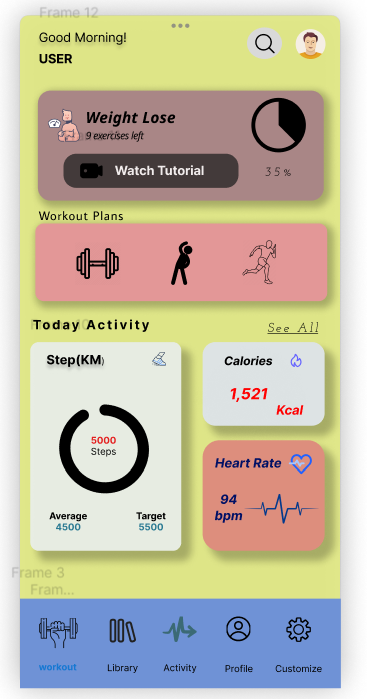 Frame 12
Good Morning!
USER
Weight Lose
9 exercises left
Watch Tutorial
35%
Workout Plans
Today Activity
See All
Step(KM)
5000
Steps
Average
4500
Target
5500
Calories
1,521
Kcal
Heart Rate
94
bpm
Frame 3
Fram...
workout
Library
Activity
Profile
Customize